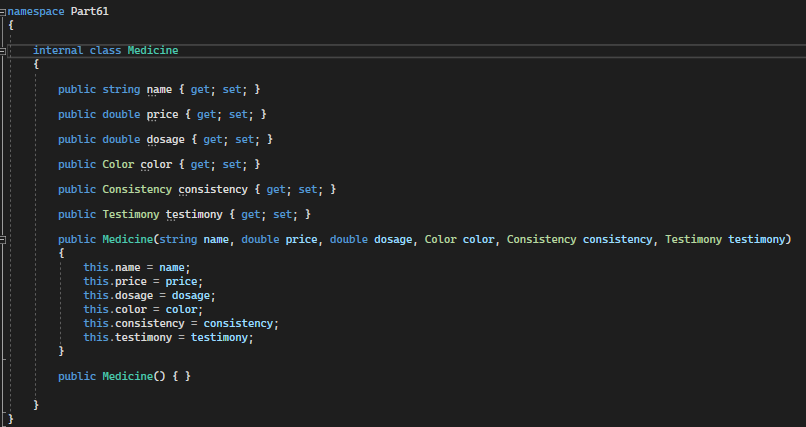 namespace Part61
{
internal class Medicine
{
public string name { get; set; }
public double price { get; set; }
public double dosage { get; set; }
public Color color { get; set; }
public Consistency consistency { get; set; }
public Testimony testimony { get; set; }
public Medicine(string name, double price, double dosage, Color color, Consistency consistency, Testimony testimony)
{
this.name = name;
this.price = price;
this.dosage = dosage;
this.color = color;
this.consistency = consistency;
this.testimony = testimony;
}
public Medicine() { }
}
}